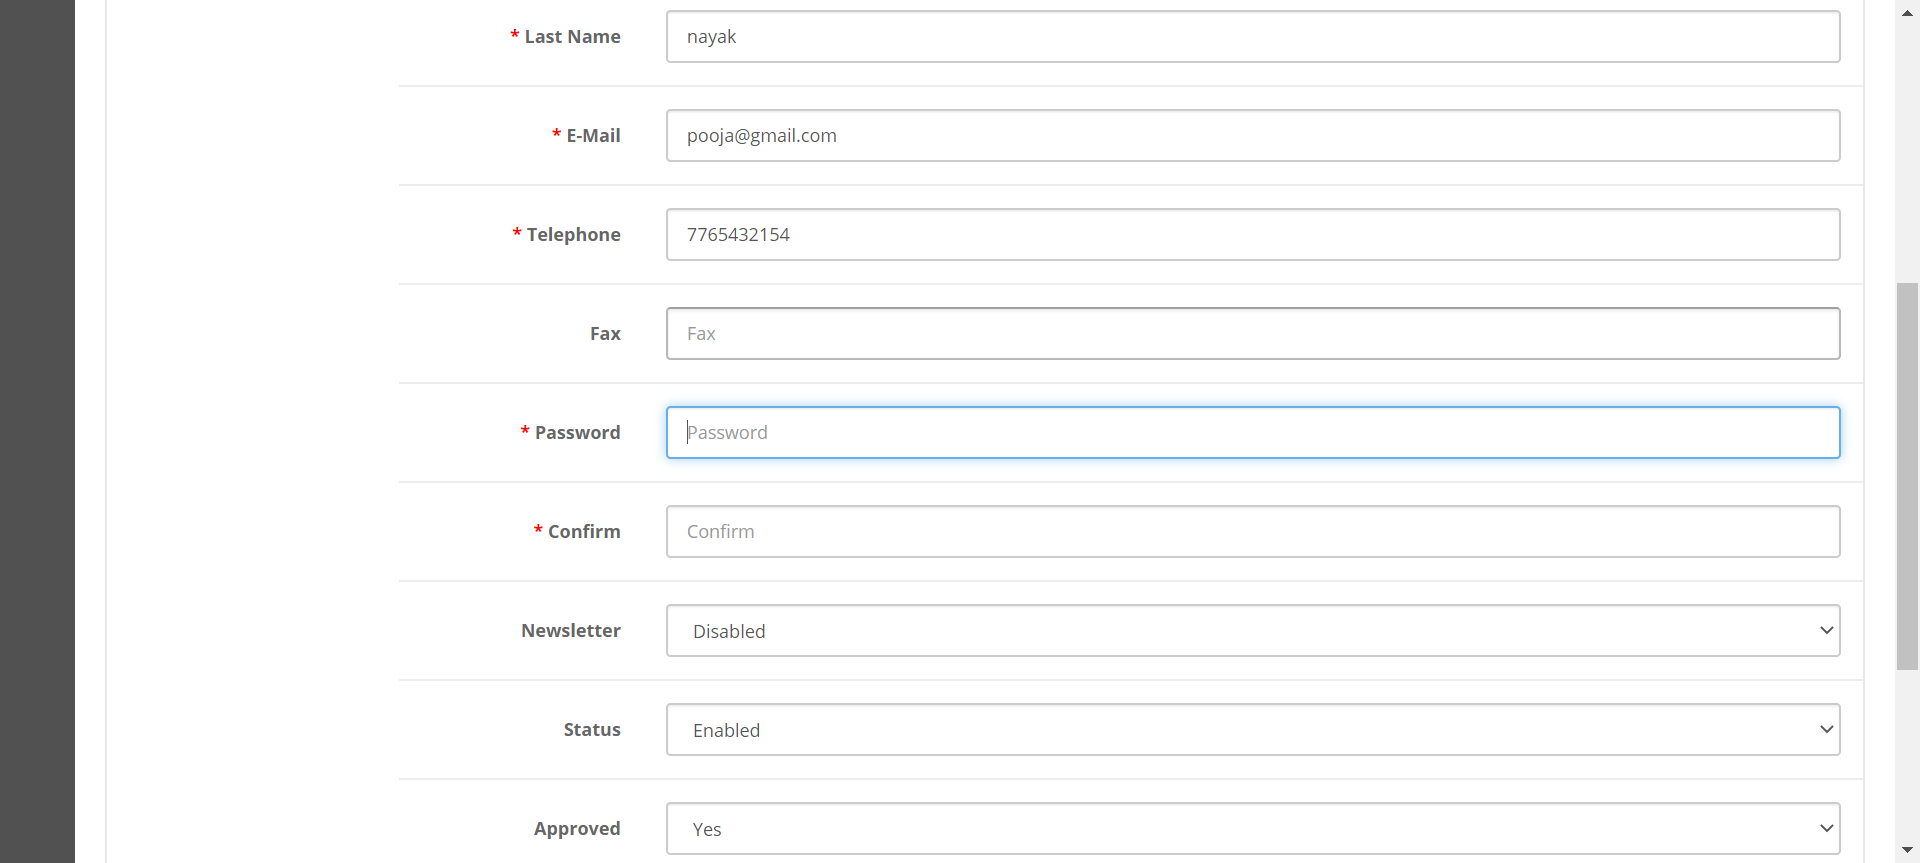 * Last Name nayak
* E-Mail pooja@gmail.com
* Telephone 7765432154
Fax Fax
* Password Password
* Confirm Confirm
Newsletter Disabled
Status Enabled
Approved Yes